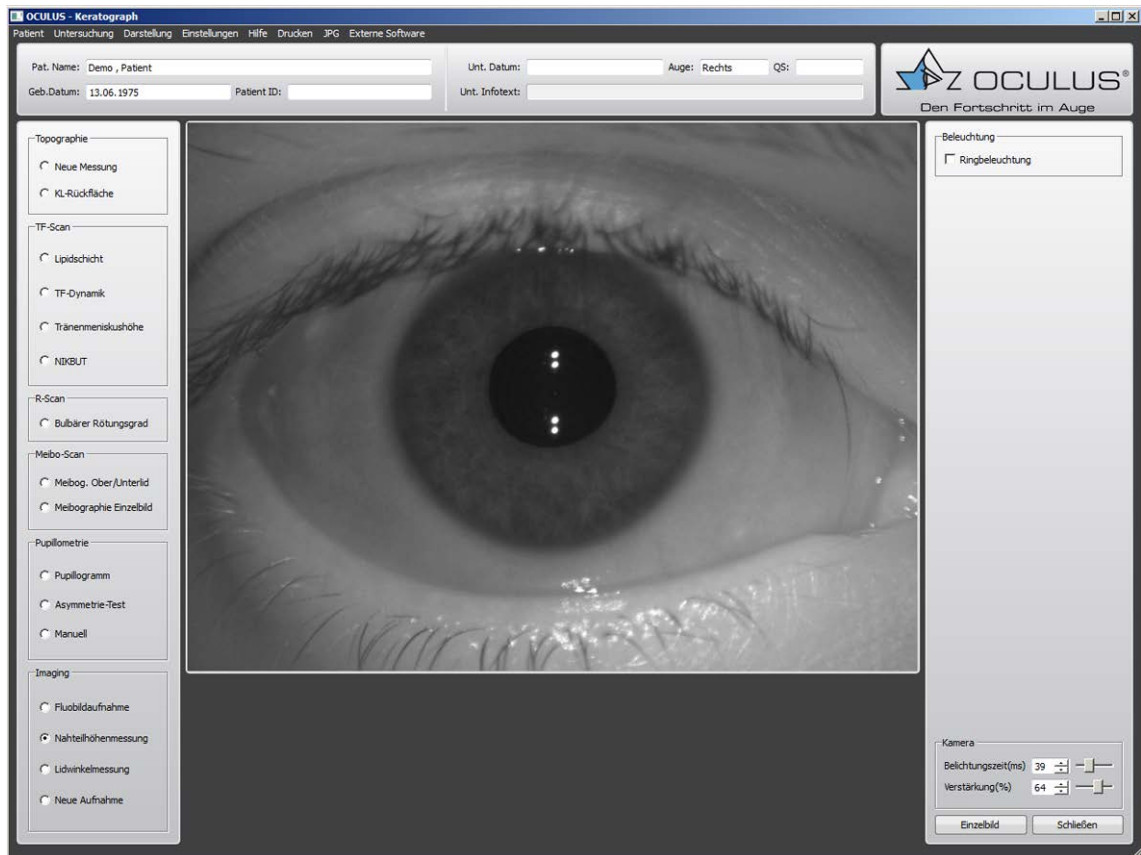 OCULUS - Keratograph
Patient Untersuchung Darstellung Einstellungen Hilfe Drucken JPG Externe Software
Pat. Name: Demo , Patient
Unt. Datum: Auge: Rechts QS:
Geb.Datum: 13.06.1975 Patient ID:
Unt. Infotext:
OCULUS®
Den Fortschritt im Auge
Topographie
Neue Messung
KL-Rückfläche
TF-Scan
Lipidschicht
TF-Dynamik
Tränenmeniskushöhe
NIKBUT
R-Scan
Bulbärer Rötungsgrad
Meibo-Scan
Meibog. Ober/Unterlid
Meibographie Einzelbild
Pupillometrie
Pupillogramm
Asymmetrie-Test
Manuell
Imaging
Fluobildaufnahme
Nahteilhöhenmessung
Lidwinkelmessung
Neue Aufnahme
Beleuchtung
Ringbeleuchtung
Kamera
Belichtungszeit(ms) 39
Verstärkung(%) 64
Einzelbild Schließen